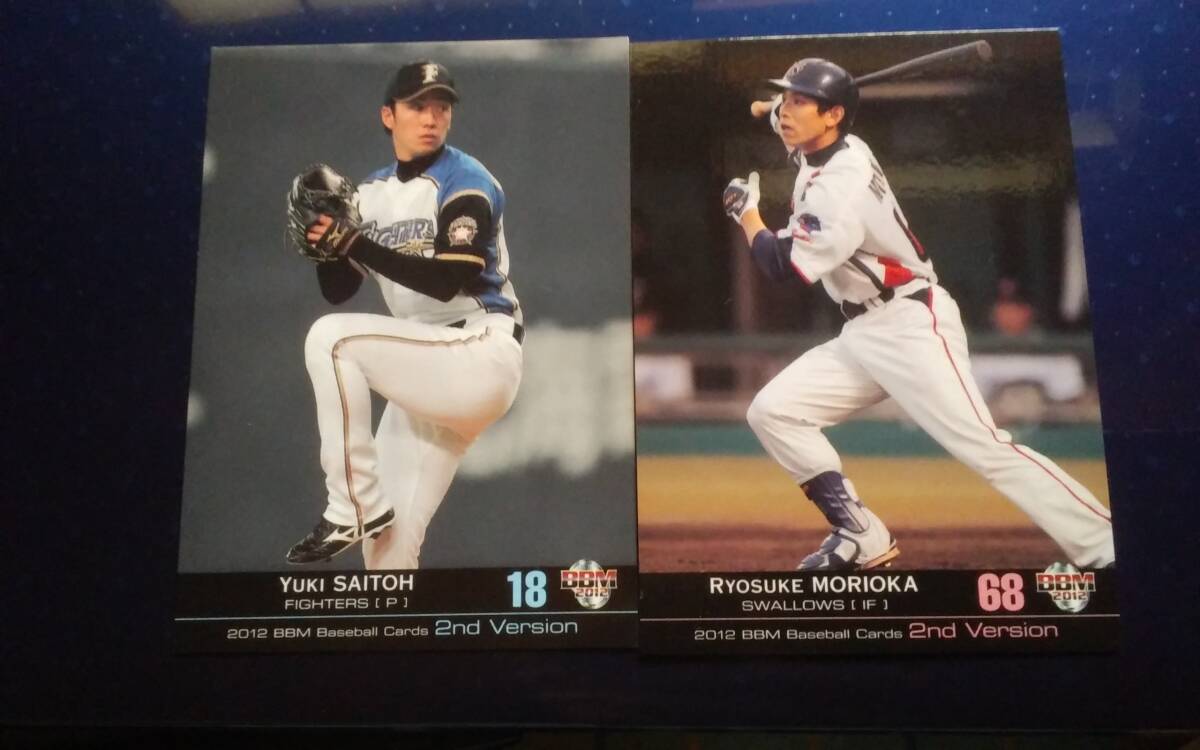 F
FIGHTERS
YUKI SAITOH
FIGHTERS [ P ]
18
BBM
2012
2012 BBM Baseball Cards 2nd Version
RYOSUKE MORIOKA
SWALLOWS [ IF ]
68
BBM
2012
2012 BBM Baseball Cards 2nd Version